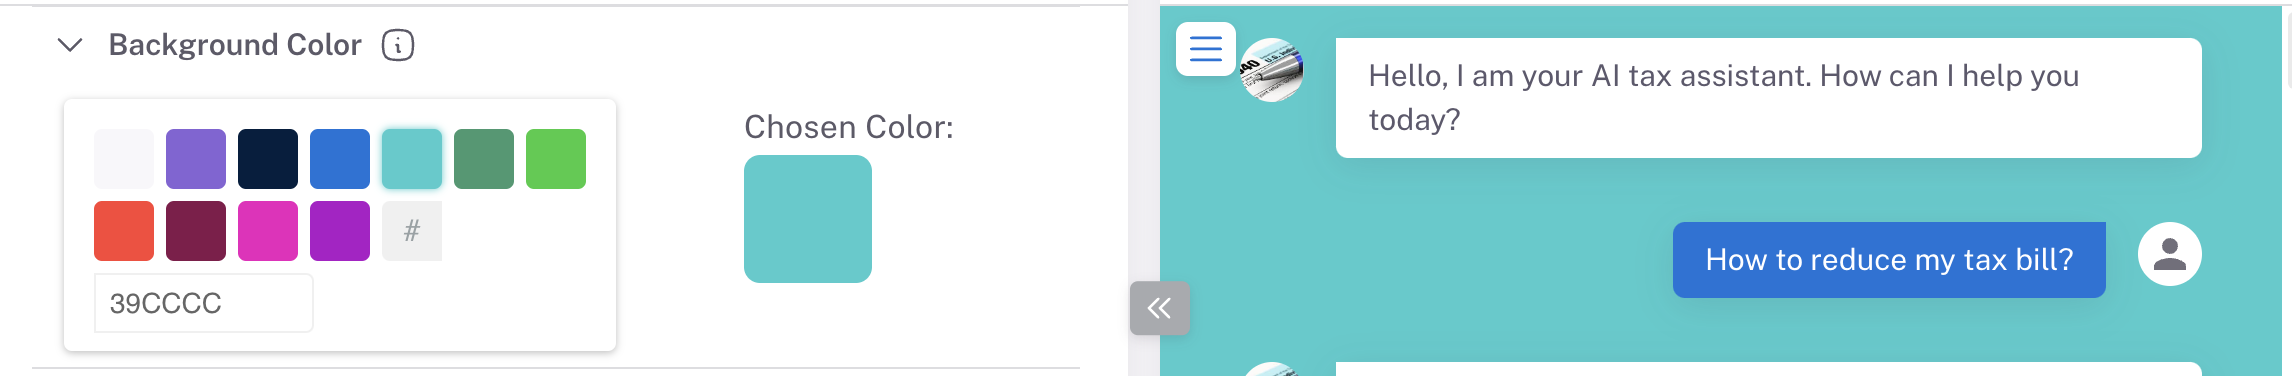 Background Color
Chosen Color:
#
39CCCC
Hello, I am your AI tax assistant. How can I help you
today?
How to reduce my tax bill?